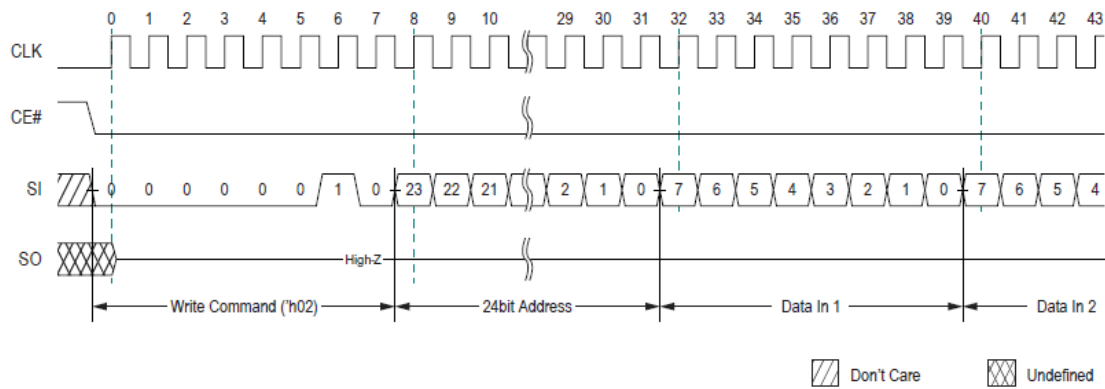 0 1 2 3 4 5 6 7 8 9 10 29 30 31 32 33 34 35 36 37 38 39 40 41 42 43
CLK
CE#
SI 0 0 0 0 0 0 1 0 23 22 21 2 1 0 7 6 5 4 3 2 1 0 7 6 5 4
SO High-Z
Write Command ('h02) 24bit Address Data In 1 Data In 2
Don't Care Undefined